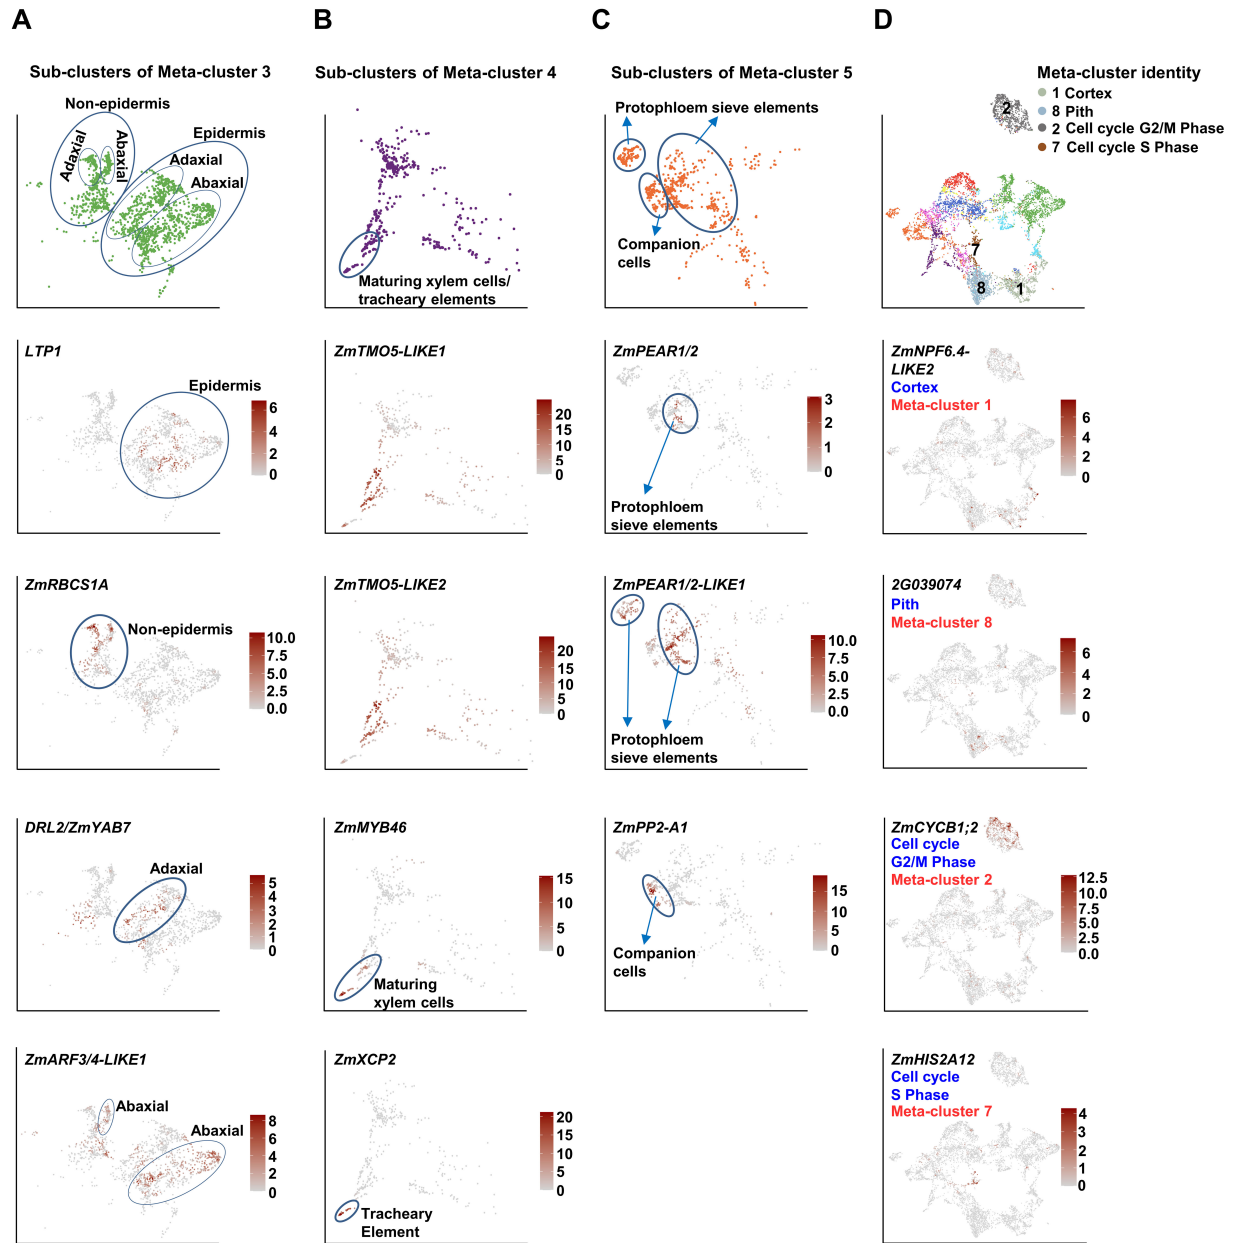 A
B
C
D
Sub-clusters of Meta-cluster 3
Non-epidermis
Adaxial
Abaxial
Epidermis
Adaxial
Abaxial
Sub-clusters of Meta-cluster 4
Maturing xylem cells/
tracheary elements
Sub-clusters of Meta-cluster 5
Protophloem sieve elements
Companion
cells
Meta-cluster identity
1 Cortex
8 Pith
2 Cell cycle G2/M Phase
7 Cell cycle S Phase
2
7
8
1
LTP1
Epidermis
6
4
2
0
ZmTMO5-LIKE1
20
15
10
5
0
ZmPEAR1/2
Protophloem
sieve elements
3
2
1
0
ZmNPF6.4-
LIKE2
Cortex
Meta-cluster 1
6
4
2
0
ZmRBCS1A
Non-epidermis
10.0
7.5
5.0
2.5
0.0
ZmTMO5-LIKE2
20
15
10
5
0
ZmPEAR1/2-LIKE1
Protophloem
sieve elements
10.0
7.5
5.0
2.5
0.0
2G039074
Pith
Meta-cluster 8
6
4
2
0
DRL2/ZmYAB7
Adaxial
5
4
3
2
1
0
ZmMYB46
Maturing
xylem cells
15
10
5
0
ZmPP2-A1
Companion
cells
15
10
5
0
ZmCYCB1;2
Cell cycle
G2/M Phase
Meta-cluster 2
12.5
10.0
7.5
5.0
2.5
0.0
ZmARF3/4-LIKE1
Abaxial
Abaxial
8
6
4
2
0
ZmXCP2
Tracheary
Element
20
15
10
5
0
ZmHIS2A12
Cell cycle
S Phase
Meta-cluster 7
4
3
2
1
0